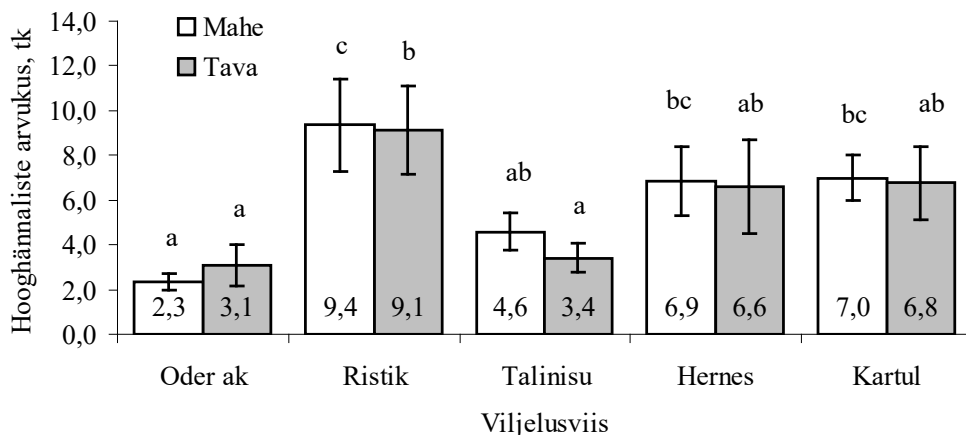 Hooghännaliste arvukus, tk
14,0
12,0
10,0
8,0
6,0
4,0
2,0
0,0
Mahe
Tava
a a c b ab a bc ab bc ab
2,3 3,1 9,4 9,1 4,6 3,4 6,9 6,6 7,0 6,8
Oder ak Ristik Talinisu Hernes Kartul
Viljelusviis